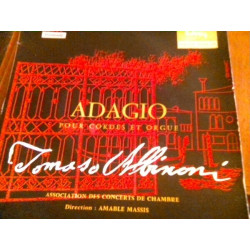 ADAGIO
POUR CORDES ET ORGUE
Tomaso Albinoni
ASSOCIATION DES CONCERTS DE CHAMBRE
Direction : AMABLE MASSIS